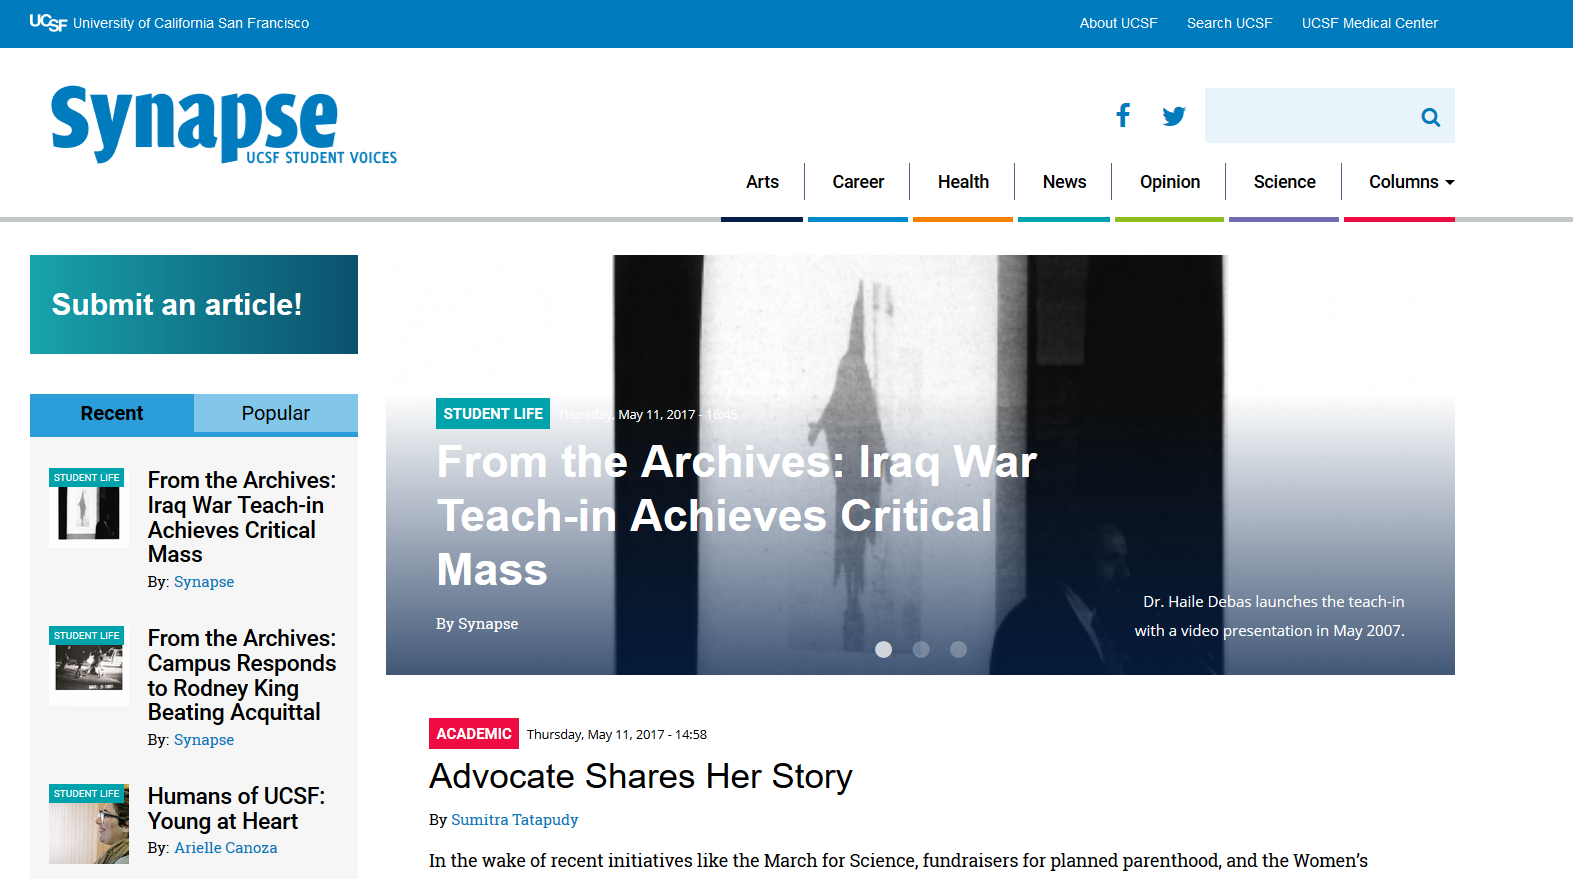 UCSF University of California San Francisco
About UCSF Search UCSF UCSF Medical Center
Synapse
UCSF STUDENT VOICES
Arts Career Health News Opinion Science Columns
Submit an article!
Recent Popular
STUDENT LIFE
From the Archives:
Iraq War Teach-in
Achieves Critical
Mass
By: Synapse
STUDENT LIFE
From the Archives:
Campus Responds
to Rodney King
Beating Acquittal
By: Synapse
STUDENT LIFE
Humans of UCSF:
Young at Heart
By: Arielle Canoza
STUDENT LIFE Thursday, May 11, 2017 - 16:45
From the Archives: Iraq War
Teach-in Achieves Critical
Mass
By Synapse
Dr. Haile Debas launches the teach-in
with a video presentation in May 2007.
ACADEMIC Thursday, May 11, 2017 - 14:58
Advocate Shares Her Story
By Sumitra Tatapudy
In the wake of recent initiatives like the March for Science, fundraisers for planned parenthood, and the Women’s